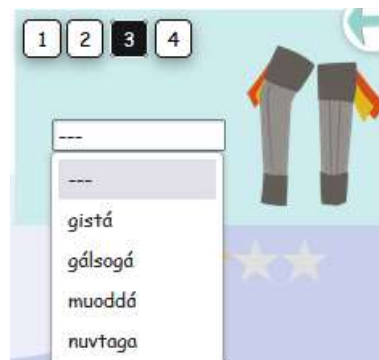 1 2 3 4
---
---
gistá
gálsogá
muoddá
nuvtaga